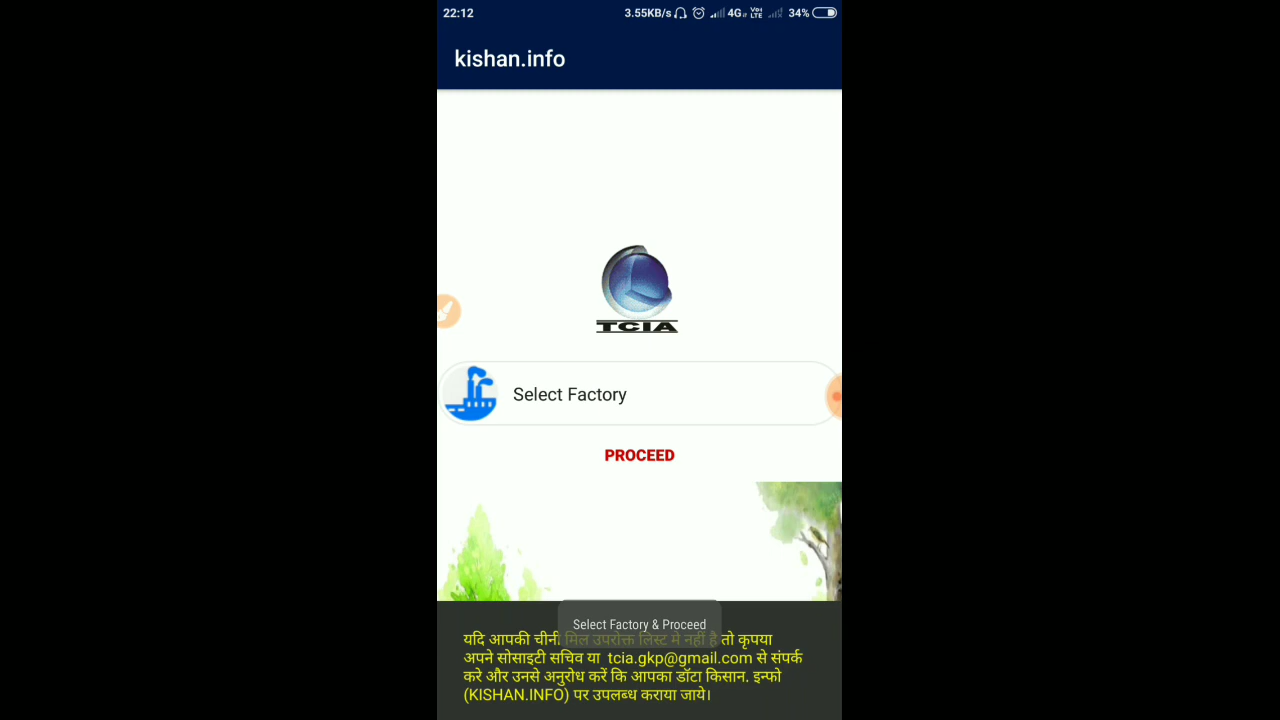 22:12 3.55KB/s 4G Vo LTE 34%
kishan.info
TCIA
Select Factory
PROCEED
Select Factory & Proceed
यदि आपकी चीनी मिल उपरोक्त लिस्ट मे नहीं है तो कृपया
अपने सोसाइटी सचिव या tcia.gkp@gmail.com से संपर्क
करे और उनसे अनुरोध करें कि आपका डॉटा किसान. इन्फो
(KISHAN.INFO) पर उपलब्ध कराया जाये।